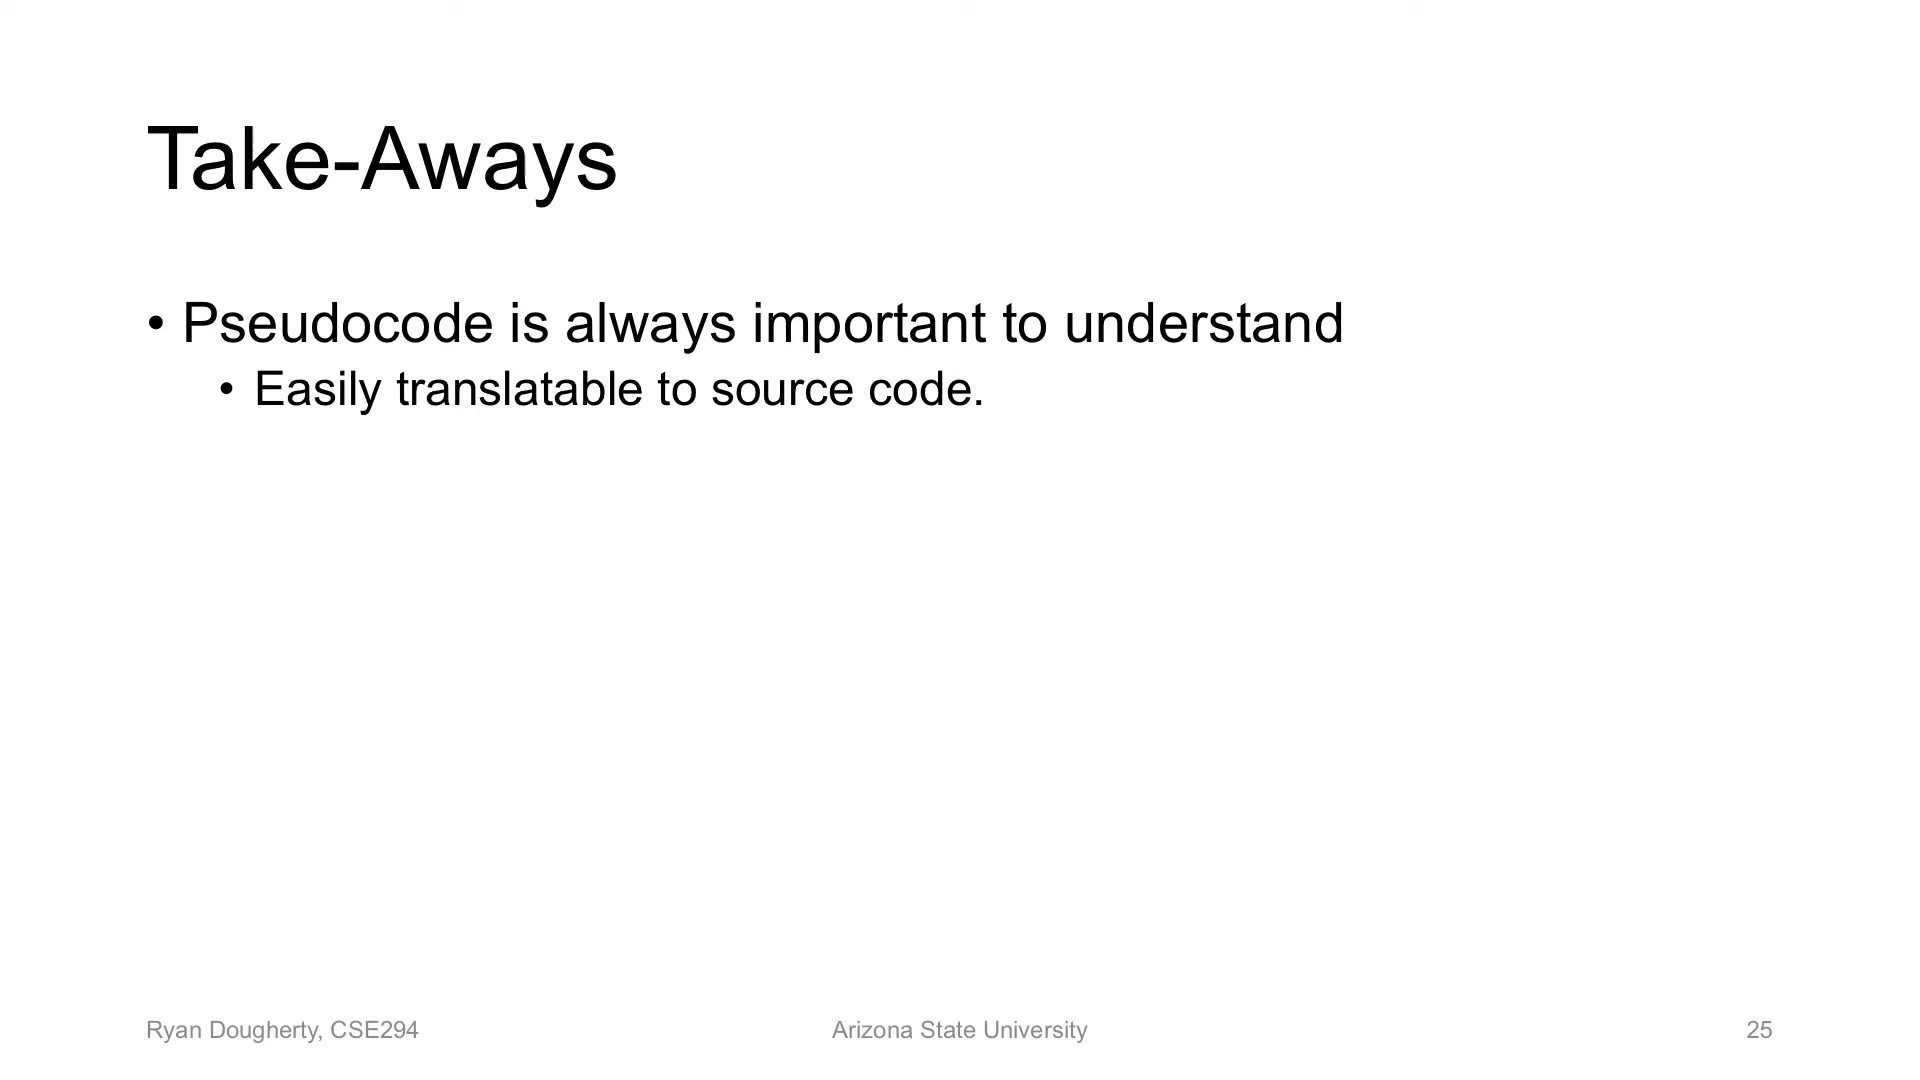 Take-Aways
• Pseudocode is always important to understand
• Easily translatable to source code.
Ryan Dougherty, CSE294
Arizona State University
25